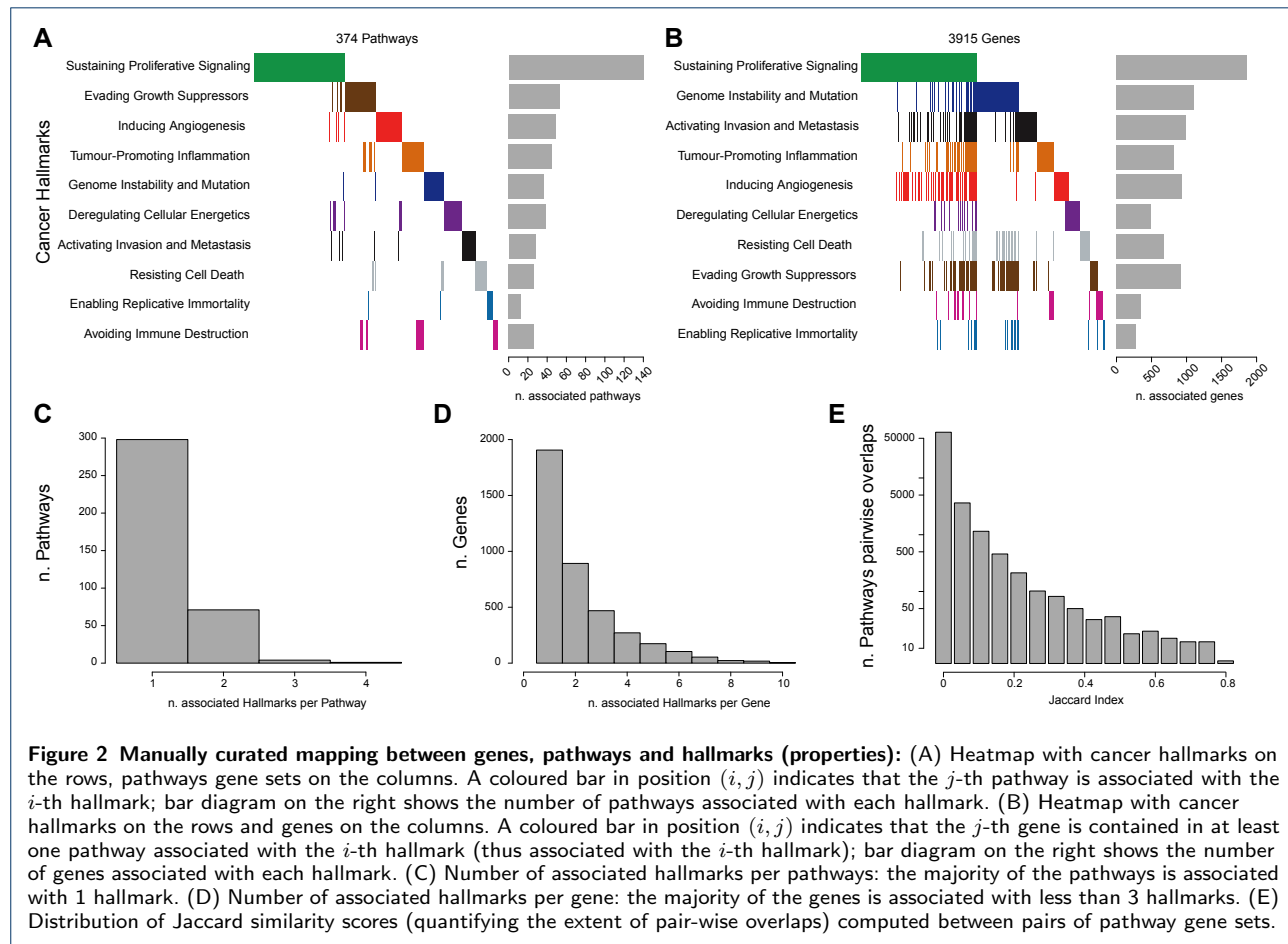 A
374 Pathways
Cancer Hallmarks
Sustaining Proliferative Signaling
Evading Growth Suppressors
Inducing Angiogenesis
Tumour-Promoting Inflammation
Genome Instability and Mutation
Deregulating Cellular Energetics
Activating Invasion and Metastasis
Resisting Cell Death
Enabling Replicative Immortality
Avoiding Immune Destruction
0 20 40 60 80 100 120 140
n. associated pathways
B
3915 Genes
Sustaining Proliferative Signaling
Genome Instability and Mutation
Activating Invasion and Metastasis
Tumour-Promoting Inflammation
Inducing Angiogenesis
Deregulating Cellular Energetics
Resisting Cell Death
Evading Growth Suppressors
Avoiding Immune Destruction
Enabling Replicative Immortality
0 500 1000 1500 2000
n. associated genes
C
n. Pathways
300
250
200
150
100
50
0
1 2 3 4
n. associated Hallmarks per Pathway
D
n. Genes
2000
1500
1000
500
0
0 2 4 6 8 10
n. associated Hallmarks per Gene
E
n. Pathways pairwise overlaps
50000
5000
500
50
10
0 0.2 0.4 0.6 0.8
Jaccard Index
Figure 2 Manually curated mapping between genes, pathways and hallmarks (properties): (A) Heatmap with cancer hallmarks on
the rows, pathways gene sets on the columns. A coloured bar in position (i, j) indicates that the j-th pathway is associated with the
i-th hallmark; bar diagram on the right shows the number of pathways associated with each hallmark. (B) Heatmap with cancer
hallmarks on the rows and genes on the columns. A coloured bar in position (i, j) indicates that the j-th gene is contained in at least
one pathway associated with the i-th hallmark (thus associated with the i-th hallmark); bar diagram on the right shows the number
of genes associated with each hallmark. (C) Number of associated hallmarks per pathways: the majority of the pathways is associated
with 1 hallmark. (D) Number of associated hallmarks per gene: the majority of the genes is associated with less than 3 hallmarks. (E)
Distribution of Jaccard similarity scores (quantifying the extent of pair-wise overlaps) computed between pairs of pathway gene sets.